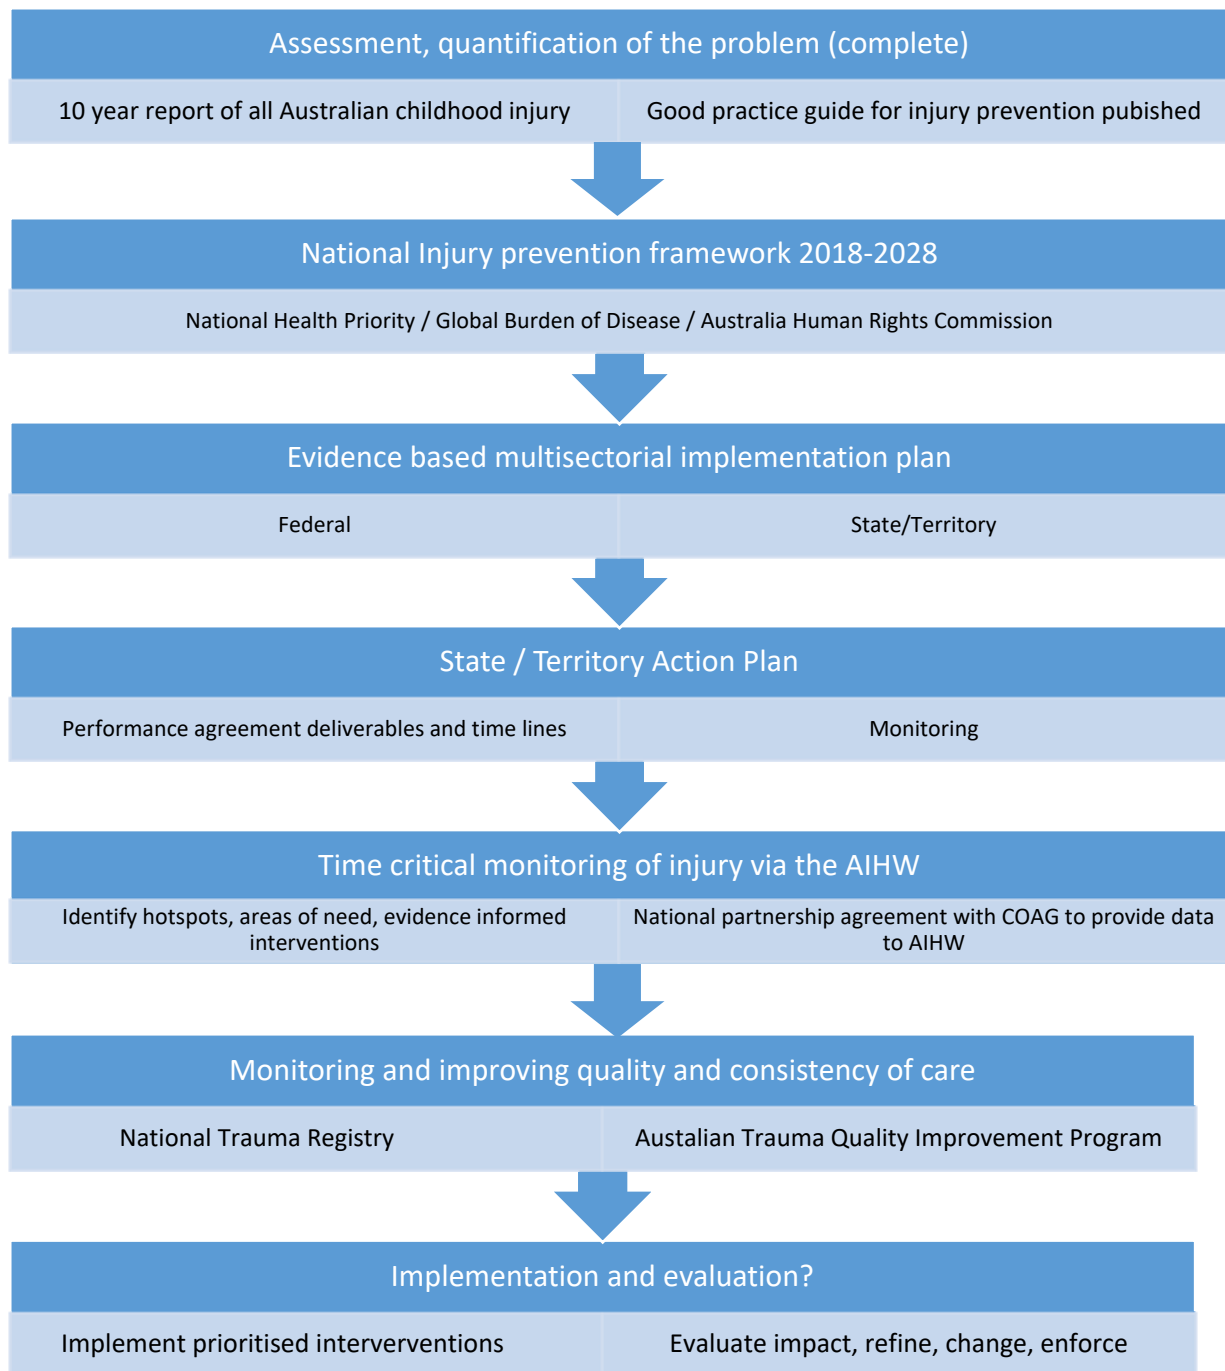 Assessment, quantification of the problem (complete)
10 year report of all Australian childhood injury
Good practice guide for injury prevention pubished
National Injury prevention framework 2018-2028
National Health Priority / Global Burden of Disease / Australia Human Rights Commission
Evidence based multisectorial implementation plan
Federal
State/Territory
State / Territory Action Plan
Performance agreement deliverables and time lines
Monitoring
Time critical monitoring of injury via the AIHW
Identify hotspots, areas of need, evidence informed
interventions
National partnership agreement with COAG to provide data
to AIHW
Monitoring and improving quality and consistency of care
National Trauma Registry
Austalian Trauma Quality Improvement Program
Implementation and evaluation?
Implement prioritised interverventions
Evaluate impact, refine, change, enforce